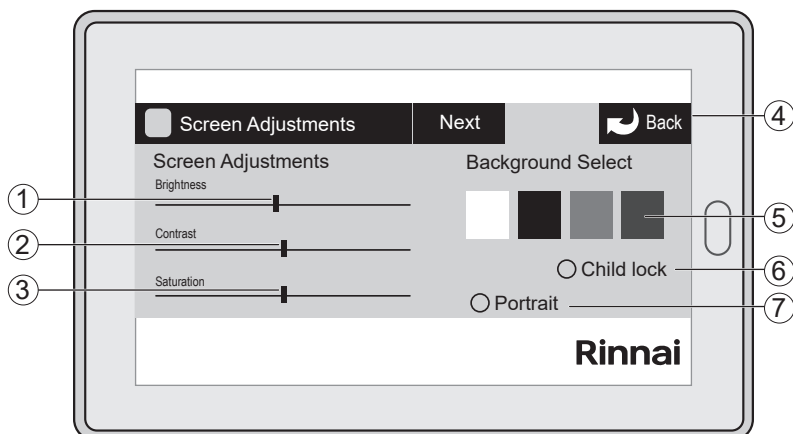 Screen Adjustments Next Back
Screen Adjustments Background Select
Brightness
Contrast
Saturation
Child lock
Portrait
Rinnai
1
2
3
4
5
6
7